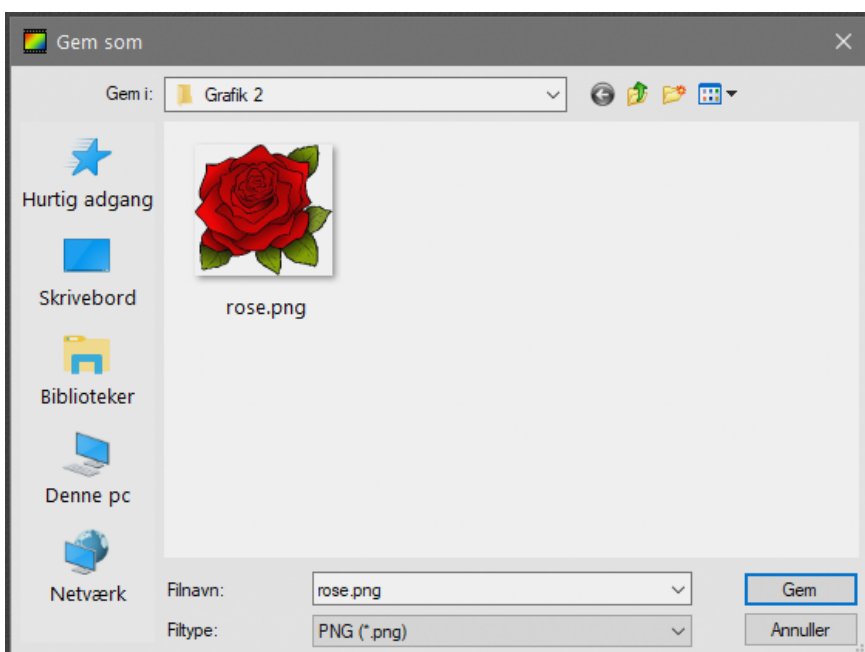 Gem som
Gem i: Grafik 2
Hurtig adgang
Skrivebord
Biblioteker
Denne pc
Netværk
rose.png
Filnavn: rose.png Gem
Filtype: PNG (*.png) Annuller